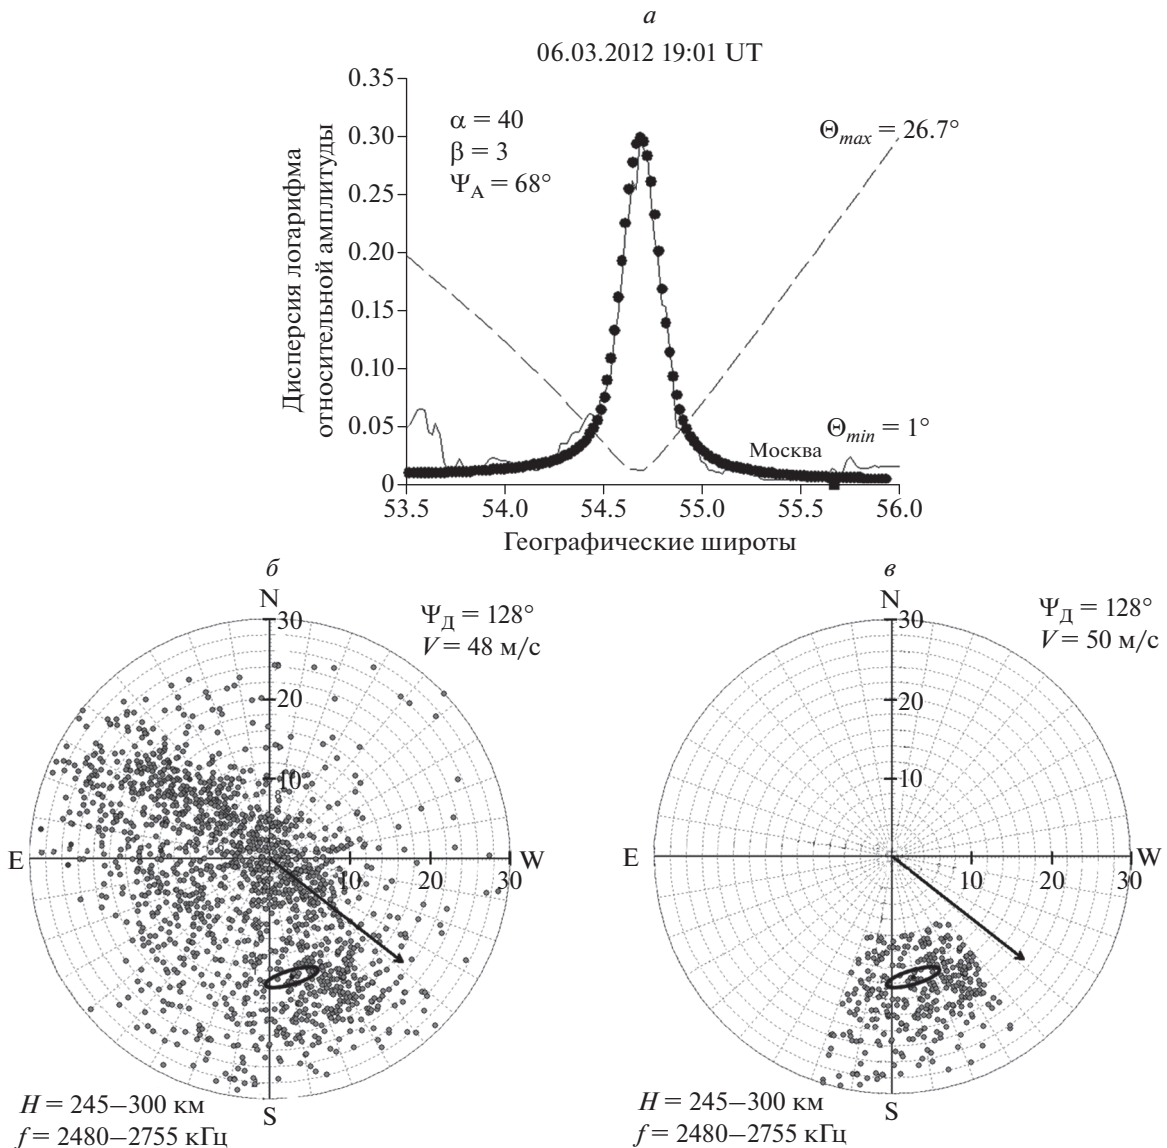 а
06.03.2012 19:01 UT
Дисперсия логарифма
относительной амплитуды
0.35
0.30
0.25
0.20
0.15
0.10
0.05
0
α = 40
β = 3
Ψ_А = 68°
Θ_max = 26.7°
Θ_min = 1°
Москва
53.5 54.0 54.5 55.0 55.5 56.0
Географические широты
б
N
30
20
10
E
W
10 20 30
S
Ψ_Д = 128°
V = 48 м/с
H = 245–300 км
f = 2480–2755 кГц
в
N
30
20
10
E
W
10 20 30
S
Ψ_Д = 128°
V = 50 м/с
H = 245–300 км
f = 2480–2755 кГц